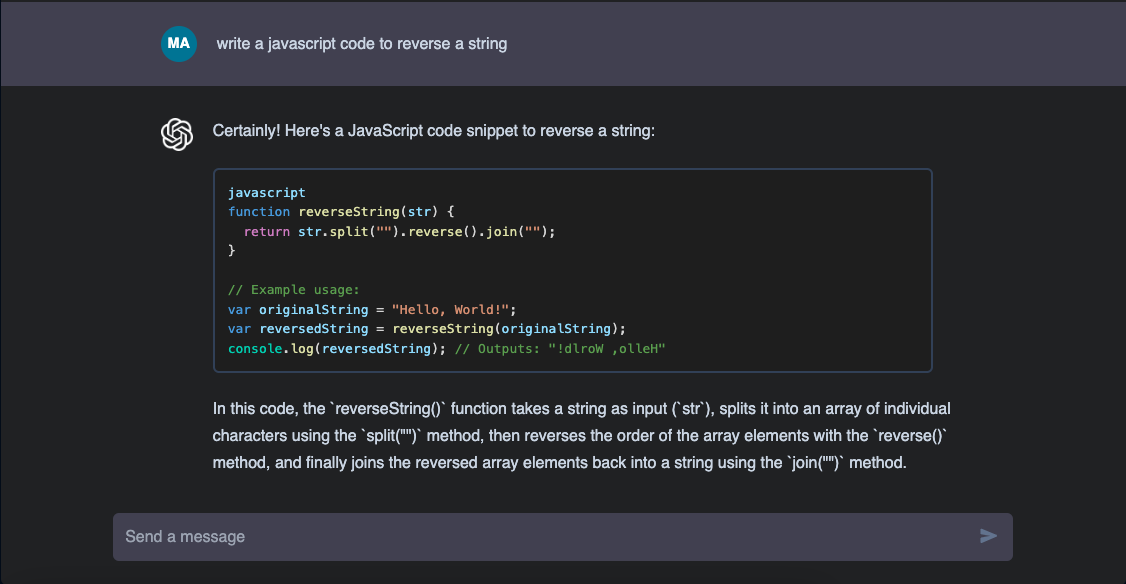 MA
write a javascript code to reverse a string
Certainly! Here's a JavaScript code snippet to reverse a string:
javascript
function reverseString(str) {
  return str.split("").reverse().join("");
}
// Example usage:
var originalString = "Hello, World!";
var reversedString = reverseString(originalString);
console.log(reversedString); // Outputs: "!dlroW ,olleH"
In this code, the `reverseString()` function takes a string as input (`str`), splits it into an array of individual
characters using the `split("")` method, then reverses the order of the array elements with the `reverse()`
method, and finally joins the reversed array elements back into a string using the `join("")` method.
Send a message